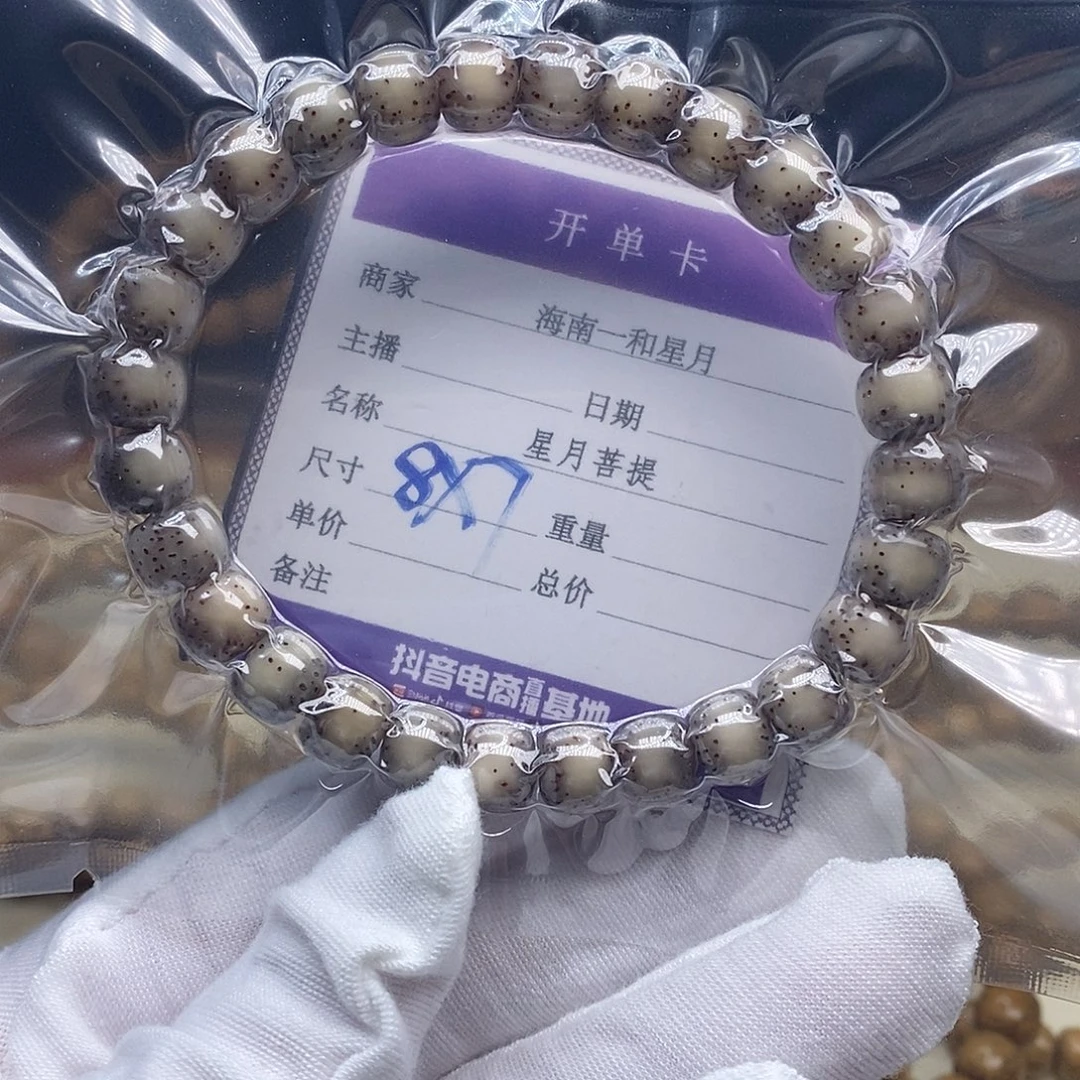 开单卡
商家 海南一和星月
主播 日期
名称 星月菩提
尺寸 8X7 重量
单价 总价
备注
抖音电商直播基地